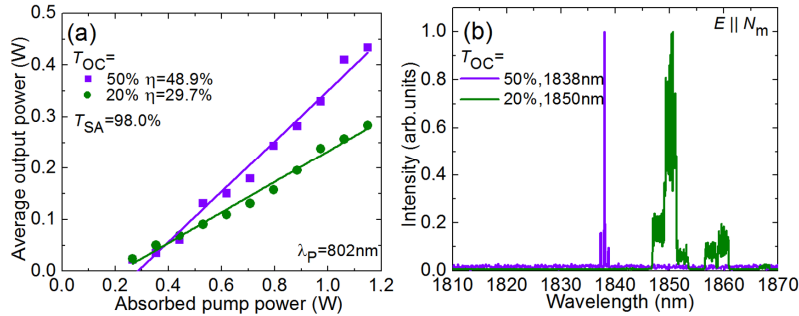 (a)
T_OC=
50% η=48.9%
20% η=29.7%
T_SA=98.0%
λ_P=802nm
0.5
0.4
0.3
0.2
0.1
0.0
0.0 0.2 0.4 0.6 0.8 1.0 1.2
Average output power (W)
Absorbed pump power (W)
(b)
E || N_m
T_OC=
50%,1838nm
20%,1850nm
1.0
0.8
0.6
0.4
0.2
0.0
1810 1820 1830 1840 1850 1860 1870
Intensity (arb.units)
Wavelength (nm)